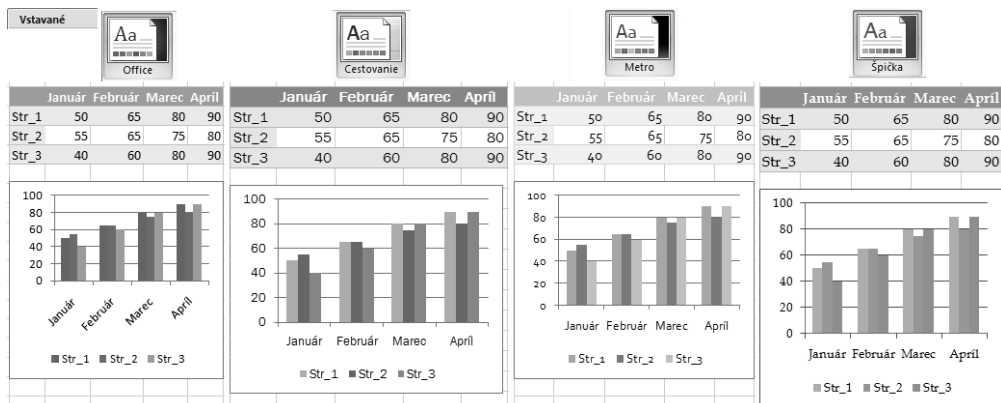 Vstavané
Aa
Office
Aa
Cestovanie
Aa
Metro
Aa
Špička
Január Február Marec Apríl
Str_1 50 65 80 90
Str_2 55 65 75 80
Str_3 40 60 80 90
100
80
60
40
20
0
Január Február Marec Apríl
Str_1 Str_2 Str_3
Január Február Marec Apríl
Str_1 50 65 80 90
Str_2 55 65 75 80
Str_3 40 60 80 90
100
80
60
40
20
0
Január Február Marec Apríl
Str_1 Str_2 Str_3
Január Február Marec Apríl
Str_1 50 65 80 90
Str_2 55 65 75 80
Str_3 40 60 80 90
100
80
60
40
20
0
Január Február Marec Apríl
Str_1 Str_2 Str_3
Január Február Marec Apríl
Str_1 50 65 80 90
Str_2 55 65 75 80
Str_3 40 60 80 90
100
80
60
40
20
0
Január Február Marec Apríl
Str_1 Str_2 Str_3